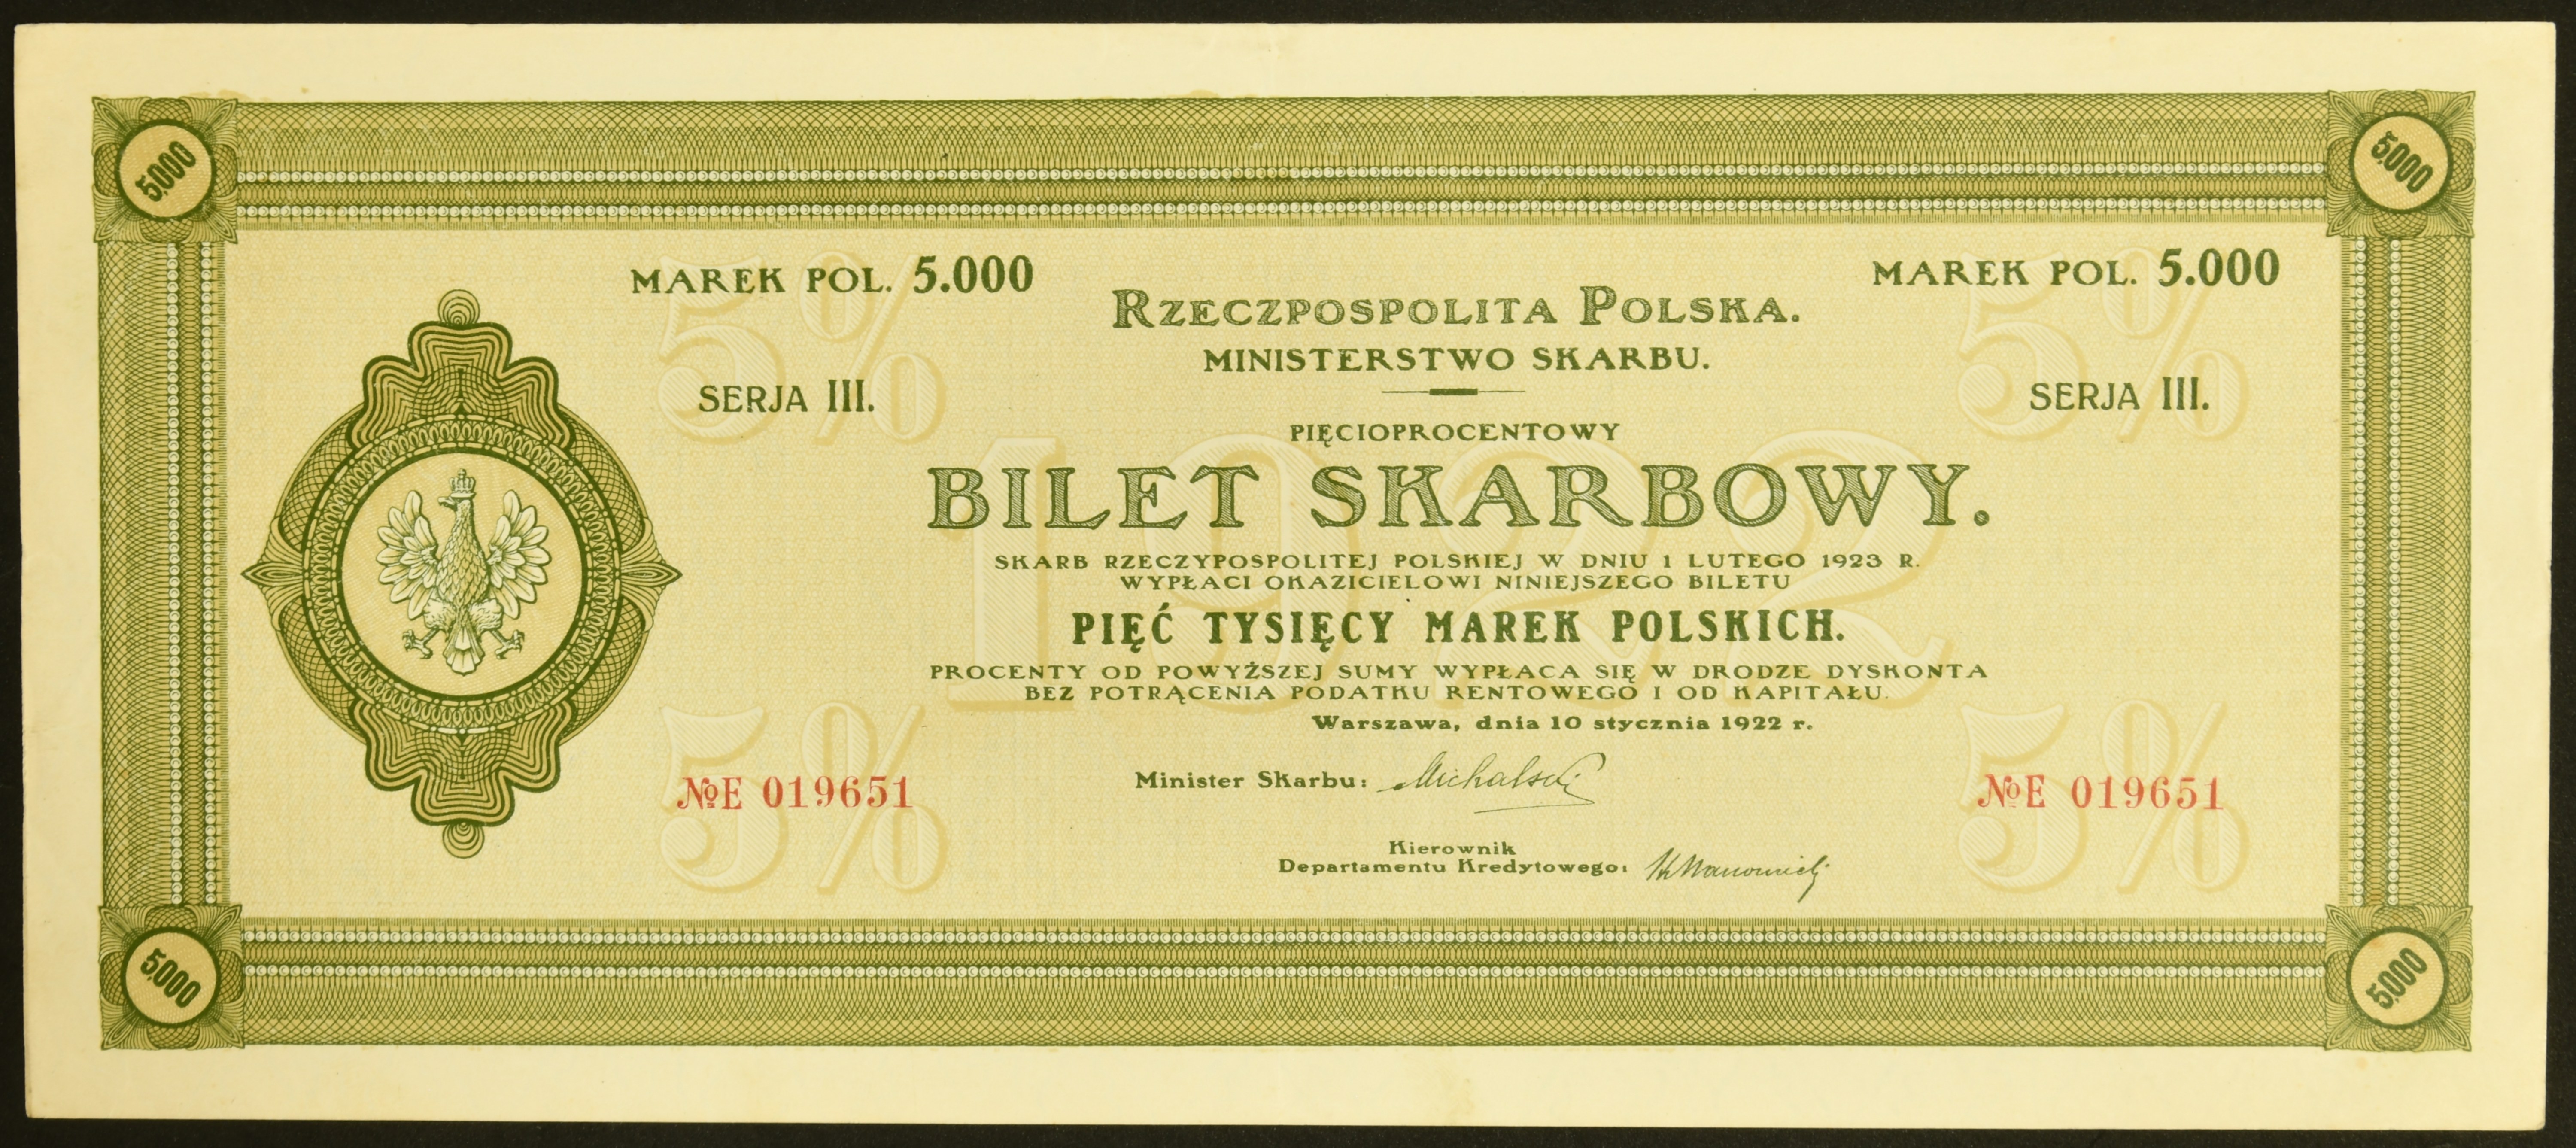 5.000
5.000
MAREK POL. 5.000
MAREK POL. 5.000
RZECZPOSPOLITA POLSKA.
MINISTERSTWO SKARBU.
SERJA III.
SERJA III.
5%
5%
PIĘCIOPROCENTOWY
1922
BILET SKARBOWY.
SKARB RZECZYPOSPOLITEJ POLSKIEJ W DNIU 1 LUTEGO 1923 R.
WYPŁACI OKAZICIELOWI NINIEJSZEGO BILETU
PIĘĆ TYSIĘCY MAREK POLSKICH.
PROCENTY OD POWYŻSZEJ SUMY WYPŁACA SIĘ W DRODZE DYSKONTA
BEZ POTRĄCENIA PODATKU RENTOWEGO I OD KAPITAŁU.
Warszawa, dnia 10 stycznia 1922 r.
5%
5%
№E 019651
Minister Skarbu: Michalski
№E 019651
Kierownik
Departamentu Kredytowego:
5.000
5.000